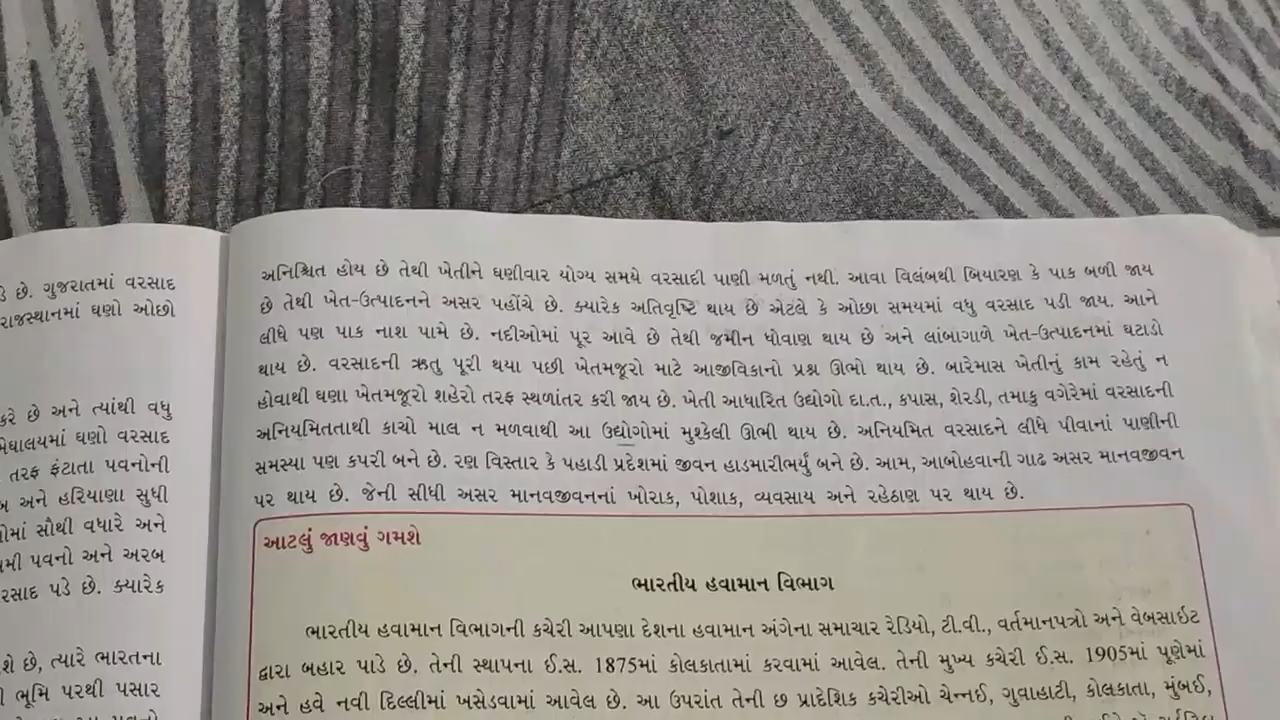 છે. ગુજરાતમાં વરસાદ
રાજસ્થાનમાં ઘણો ઓછો
કરે છે અને ત્યાંથી વધુ
મેઘાલયમાં ઘણો વરસાદ
તરફ ફંટાતા પવનોની
અને હરિયાણા સુધી
સૌથી વધારે અને
પવનો અને અરબ
પડે છે. ક્યારેક
છે, ત્યારે ભારતના
ભૂમિ પરથી પસાર
અનિશ્ચિત હોય છે તેથી ખેતીને ઘણીવાર યોગ્ય સમયે વરસાદી પાણી મળતું નથી. આવા વિલંબથી બિયારણ કે પાક બળી જાય
છે તેથી ખેત-ઉત્પાદનને અસર પહોંચે છે. ક્યારેક અતિવૃષ્ટિ થાય છે એટલે કે ઓછા સમયમાં વધુ વરસાદ પડી જાય. આને
લીધે પણ પાક નાશ પામે છે. નદીઓમાં પૂર આવે છે તેથી જમીન ધોવાણ થાય છે અને લાંબાગાળે ખેત-ઉત્પાદનમાં ઘટાડો
થાય છે. વરસાદની ઋતુ પૂરી થયા પછી ખેતમજૂરો માટે આજીવિકાનો પ્રશ્ન ઊભો થાય છે. બારેમાસ ખેતીનું કામ રહેતું ન
હોવાથી ઘણા ખેતમજૂરો શહેરો તરફ સ્થળાંતર કરી જાય છે. ખેતી આધારિત ઉદ્યોગો દા.ત., કપાસ, શેરડી, તમાકુ વગેરેમાં વરસાદની
અનિયમિતતાથી કાચો માલ ન મળવાથી આ ઉદ્યોગોમાં મુશ્કેલી ઊભી થાય છે. અનિયમિત વરસાદને લીધે પીવાનાં પાણીની
સમસ્યા પણ કપરી બને છે. રણ વિસ્તાર કે પહાડી પ્રદેશમાં જીવન હાડમારીભર્યું બને છે. આમ, આબોહવાની ગાઢ અસર માનવજીવન
પર થાય છે. જેની સીધી અસર માનવજીવનનાં ખોરાક, પોશાક, વ્યવસાય અને રહેઠાણ પર થાય છે.
આટલું જાણવું ગમશે
ભારતીય હવામાન વિભાગ
ભારતીય હવામાન વિભાગની કચેરી આપણા દેશના હવામાન અંગેના સમાચાર રેડિયો, ટી.વી., વર્તમાનપત્રો અને વેબસાઇટ
દ્વારા બહાર પાડે છે. તેની સ્થાપના ઈ.સ. 1875માં કોલકાતામાં કરવામાં આવેલ. તેની મુખ્ય કચેરી ઈ.સ. 1905માં પૂણેમાં
અને હવે નવી દિલ્લીમાં ખસેડવામાં આવેલ છે. આ ઉપરાંત તેની છ પ્રાદેશિક કચેરીઓ ચેન્નઈ, ગુવાહાટી, કોલકાતા, મુંબઈ,